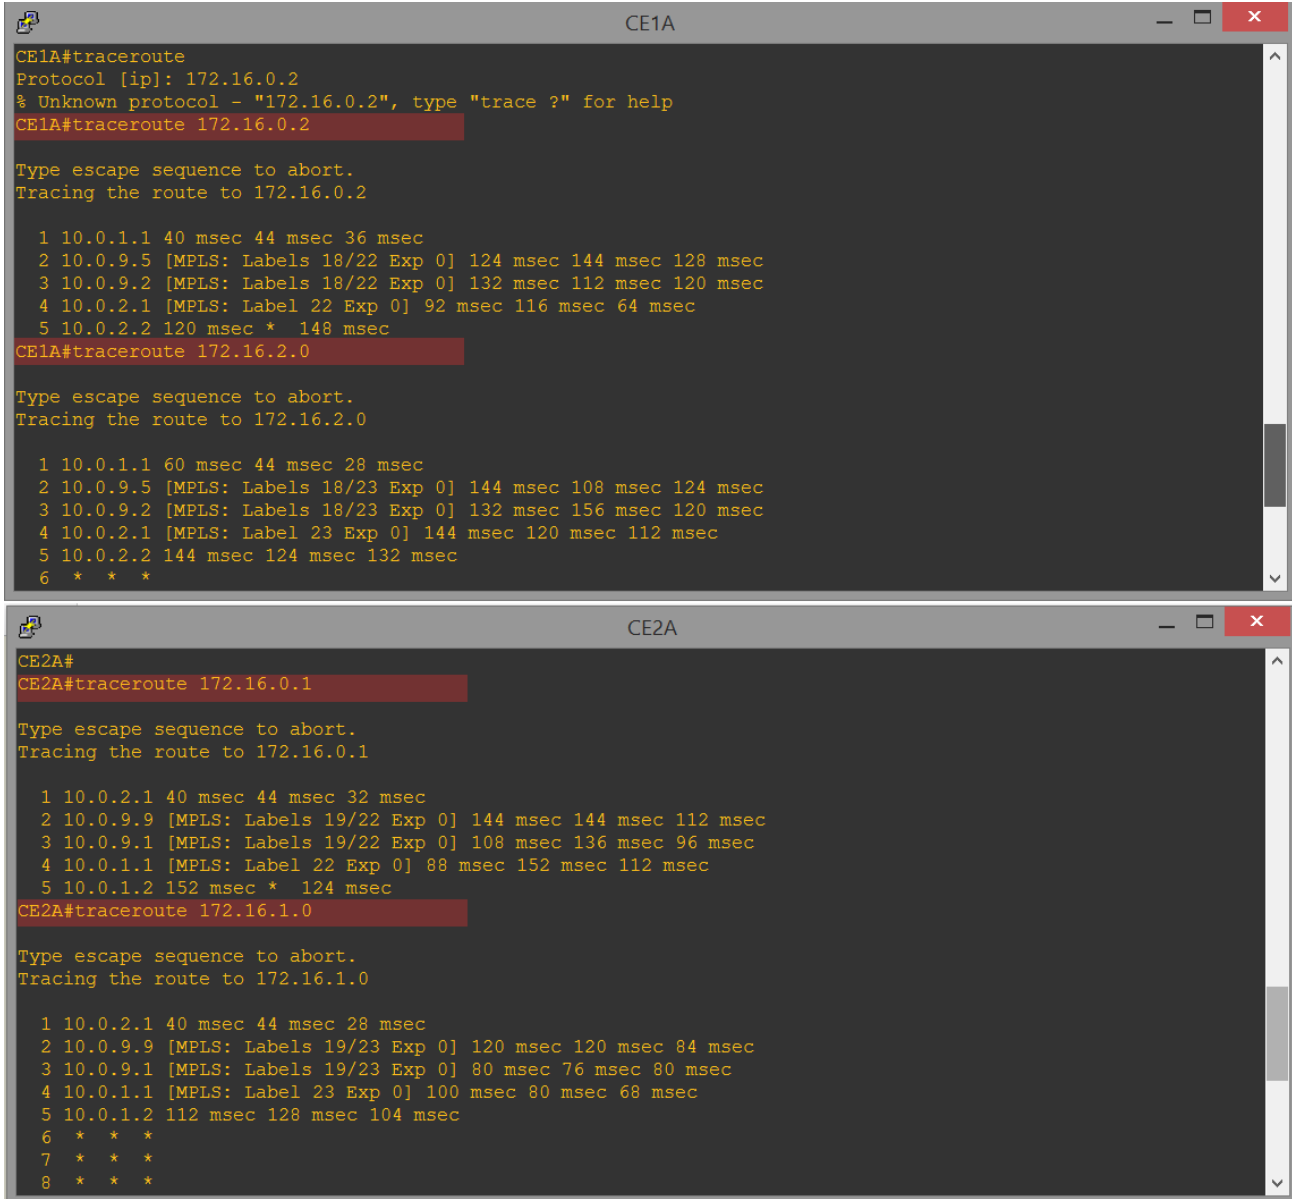 CE1A
CE1A#traceroute
Protocol [ip]: 172.16.0.2
% Unknown protocol - "172.16.0.2", type "trace ?" for help
CE1A#traceroute 172.16.0.2
Type escape sequence to abort.
Tracing the route to 172.16.0.2
1 10.0.1.1 40 msec 44 msec 36 msec
2 10.0.9.5 [MPLS: Labels 18/22 Exp 0] 124 msec 144 msec 128 msec
3 10.0.9.2 [MPLS: Labels 18/22 Exp 0] 132 msec 112 msec 120 msec
4 10.0.2.1 [MPLS: Label 22 Exp 0] 92 msec 116 msec 64 msec
5 10.0.2.2 120 msec *  148 msec
CE1A#traceroute 172.16.2.0
Type escape sequence to abort.
Tracing the route to 172.16.2.0
1 10.0.1.1 60 msec 44 msec 28 msec
2 10.0.9.5 [MPLS: Labels 18/23 Exp 0] 144 msec 108 msec 124 msec
3 10.0.9.2 [MPLS: Labels 18/23 Exp 0] 132 msec 156 msec 120 msec
4 10.0.2.1 [MPLS: Label 23 Exp 0] 144 msec 120 msec 112 msec
5 10.0.2.2 144 msec 124 msec 132 msec
6  *  *  *
CE2A
CE2A#
CE2A#traceroute 172.16.0.1
Type escape sequence to abort.
Tracing the route to 172.16.0.1
1 10.0.2.1 40 msec 44 msec 32 msec
2 10.0.9.9 [MPLS: Labels 19/22 Exp 0] 144 msec 144 msec 112 msec
3 10.0.9.1 [MPLS: Labels 19/22 Exp 0] 108 msec 136 msec 96 msec
4 10.0.1.1 [MPLS: Label 22 Exp 0] 88 msec 152 msec 112 msec
5 10.0.1.2 152 msec *  124 msec
CE2A#traceroute 172.16.1.0
Type escape sequence to abort.
Tracing the route to 172.16.1.0
1 10.0.2.1 40 msec 44 msec 28 msec
2 10.0.9.9 [MPLS: Labels 19/23 Exp 0] 120 msec 120 msec 84 msec
3 10.0.9.1 [MPLS: Labels 19/23 Exp 0] 80 msec 76 msec 80 msec
4 10.0.1.1 [MPLS: Label 23 Exp 0] 100 msec 80 msec 68 msec
5 10.0.1.2 112 msec 128 msec 104 msec
6  *  *  *
7  *  *  *
8  *  *  *